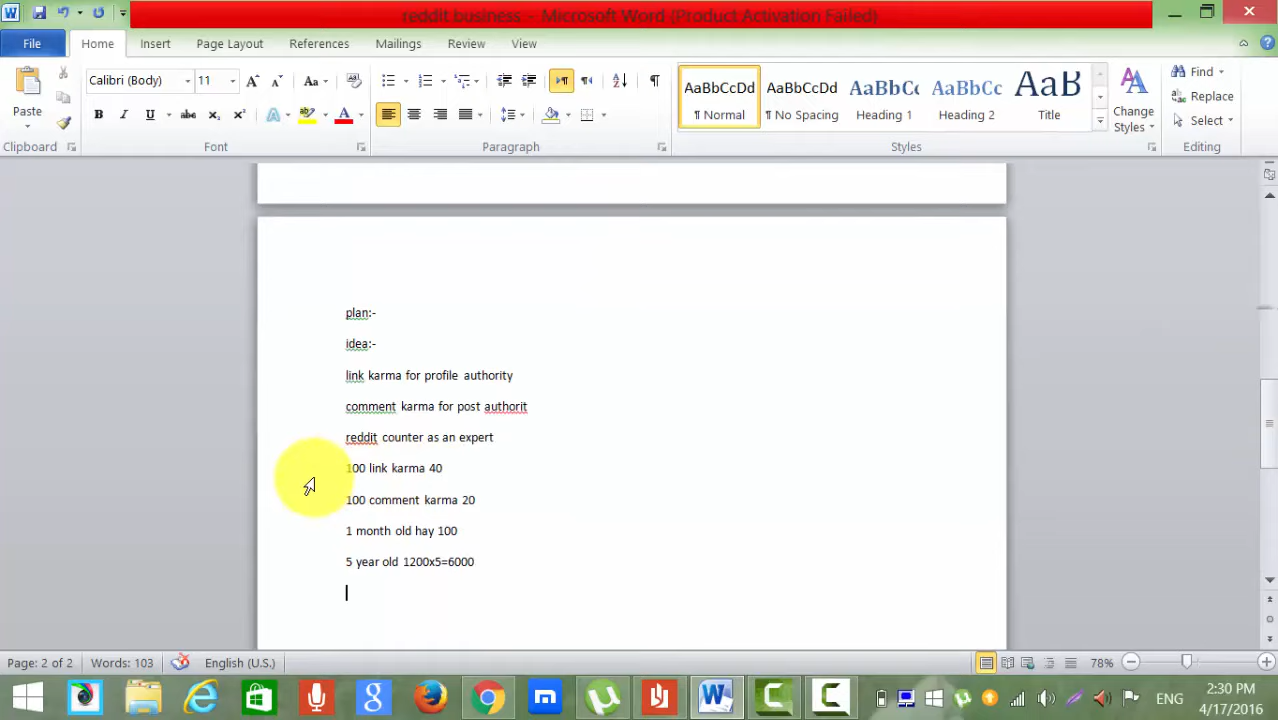 reddit business - Microsoft Word (Product Activation Failed)
File Home Insert Page Layout References Mailings Review View
Paste
Clipboard
Calibri (Body) 11
Font
Paragraph
AaBbCcDd AaBbCcDd AaBbCc AaBbCc AaB
¶ Normal ¶ No Spacing Heading 1 Heading 2 Title
Change Styles
Styles
Find
Replace
Select
Editing
plan:-
idea:-
link karma for profile authority
comment karma for post authorit
reddit counter as an expert
100 link karma 40
100 comment karma 20
1 month old hay 100
5 year old 1200x5=6000
Page: 2 of 2 Words: 103 English (U.S.) 78%
ENG 2:30 PM
4/17/2016